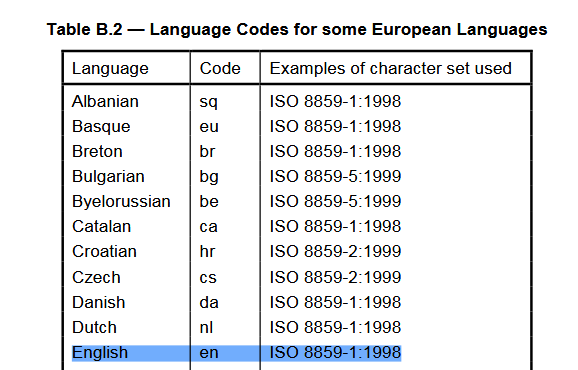 Table B.2 — Language Codes for some European Languages
Language Code Examples of character set used
Albanian sq ISO 8859-1:1998
Basque eu ISO 8859-1:1998
Breton br ISO 8859-1:1998
Bulgarian bg ISO 8859-5:1999
Byelorussian be ISO 8859-5:1999
Catalan ca ISO 8859-1:1998
Croatian hr ISO 8859-2:1999
Czech cs ISO 8859-2:1999
Danish da ISO 8859-1:1998
Dutch nl ISO 8859-1:1998
English en ISO 8859-1:1998